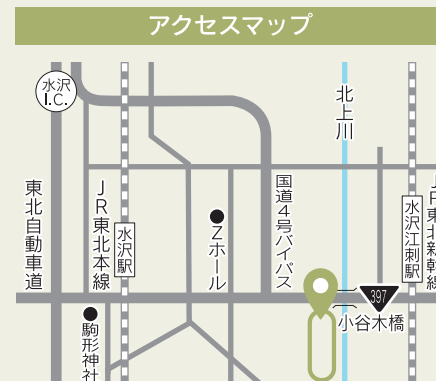 アクセスマップ
水沢
I.C.
北上川
東北自動車道
JR東北本線
水沢駅
Zホール
国道4号バイパス
水沢江刺駅
JR東北新幹線
397
小谷木橋
駒形神社